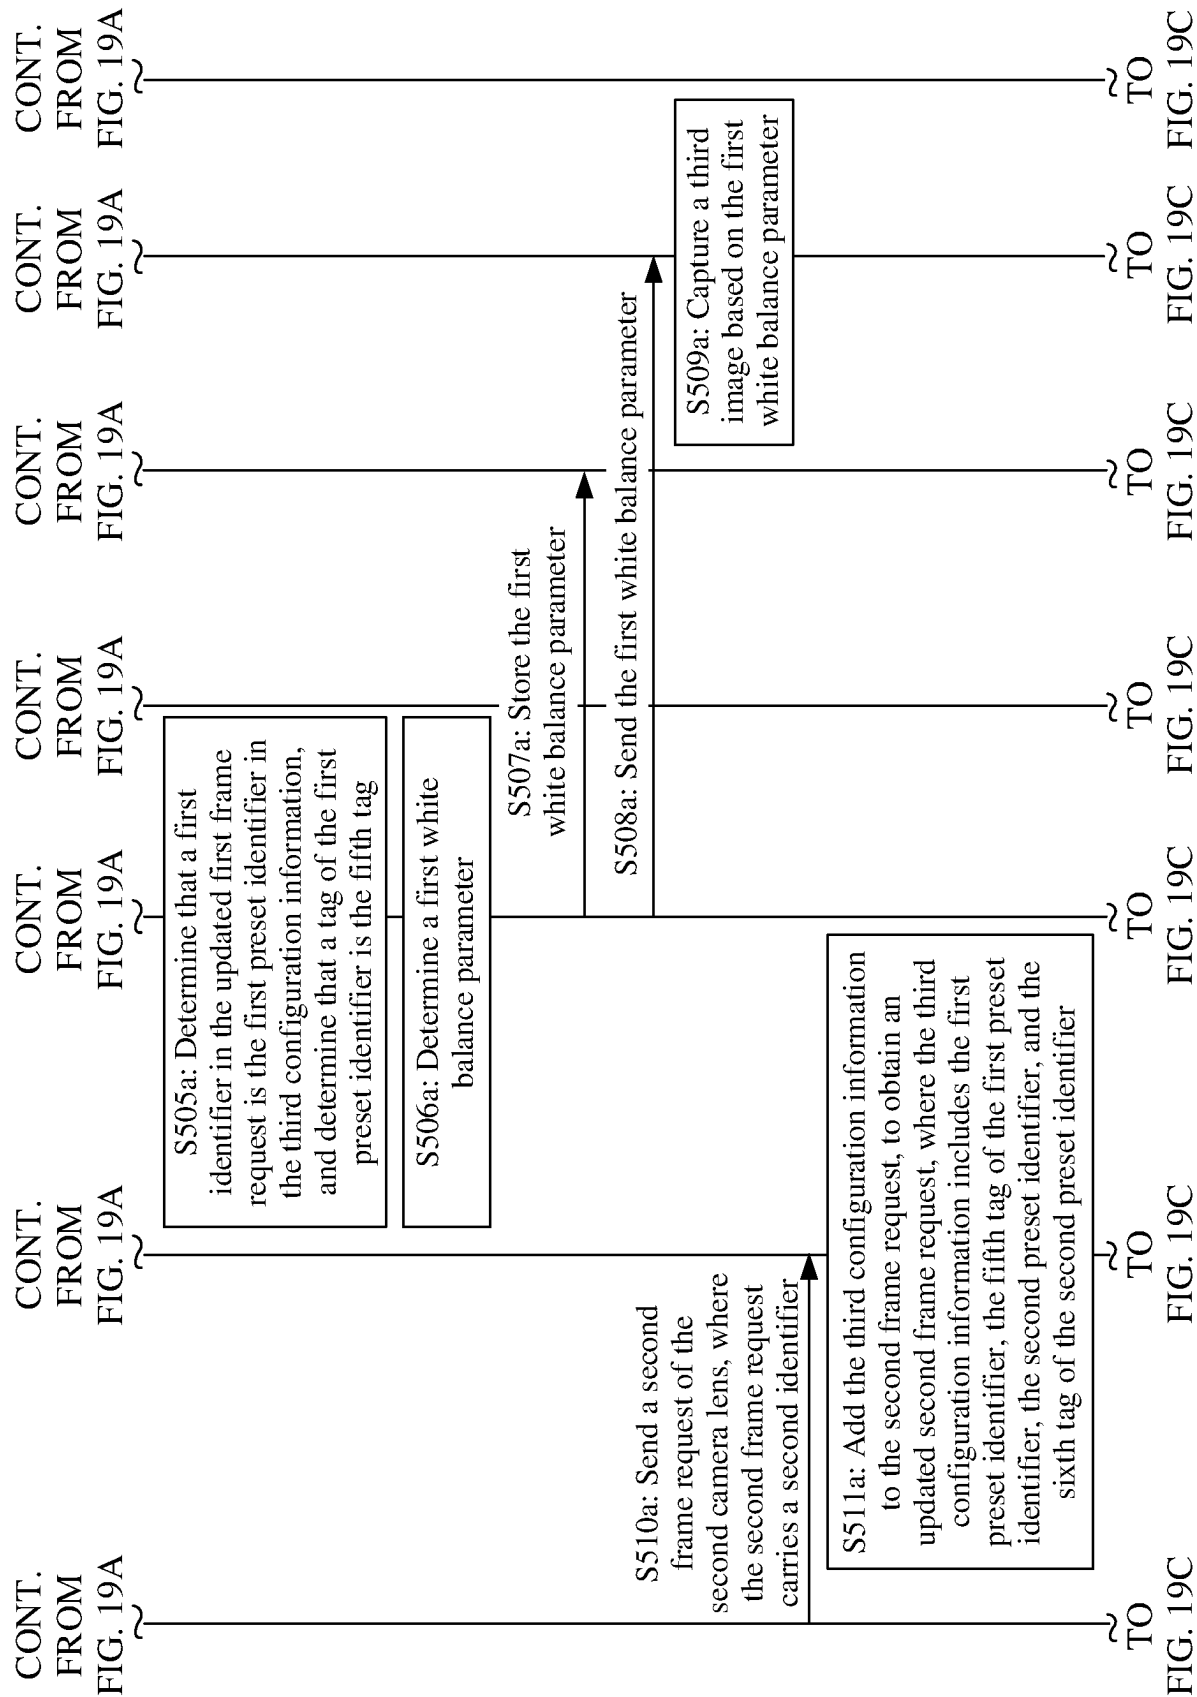 CONT.
FROM
FIG. 19A
CONT.
FROM
FIG. 19A
CONT.
FROM
FIG. 19A
CONT.
FROM
FIG. 19A
CONT.
FROM
FIG. 19A
CONT.
FROM
FIG. 19A
CONT.
FROM
FIG. 19A
S505a: Determine that a first
identifier in the updated first frame
request is the first preset identifier in
the third configuration information,
and determine that a tag of the first
preset identifier is the fifth tag
S506a: Determine a first white
balance parameter
S507a: Store the first
white balance parameter
S508a: Send the first white balance parameter
S509a: Capture a third
image based on the first
white balance parameter
S510a: Send a second
frame request of the
second camera lens, where
the second frame request
carries a second identifier
S511a: Add the third configuration information
to the second frame request, to obtain an
updated second frame request, where the third
configuration information includes the first
preset identifier, the fifth tag of the first preset
identifier, the second preset identifier, and the
sixth tag of the second preset identifier
TO
FIG. 19C
TO
FIG. 19C
TO
FIG. 19C
TO
FIG. 19C
TO
FIG. 19C
TO
FIG. 19C
TO
FIG. 19C